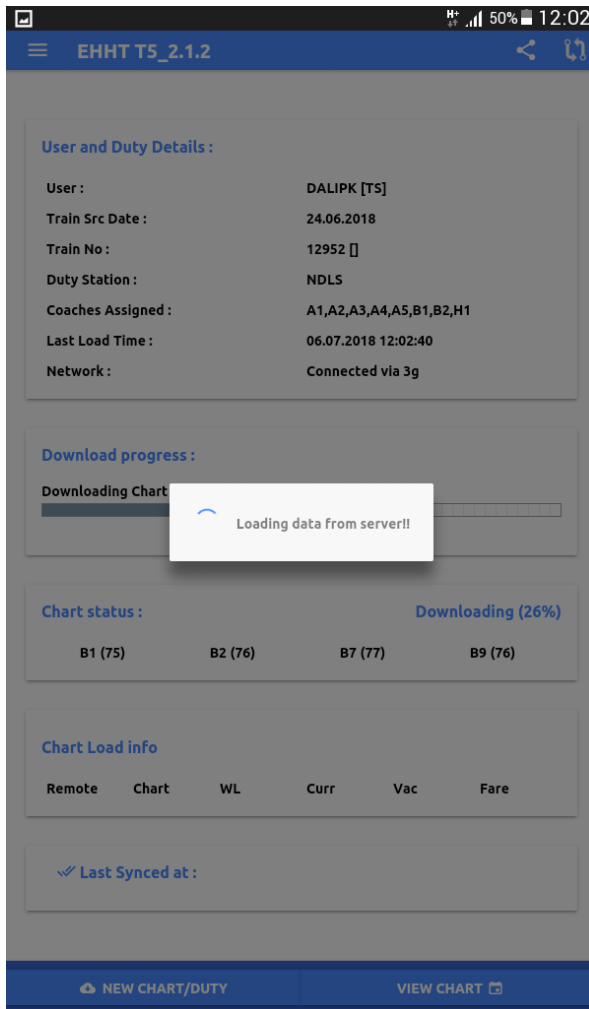 H+ 50% 12:02
EHHT T5_2.1.2
User and Duty Details :
User : DALIPK [TS]
Train Src Date : 24.06.2018
Train No : 12952 []
Duty Station : NDLS
Coaches Assigned : A1,A2,A3,A4,A5,B1,B2,H1
Last Load Time : 06.07.2018 12:02:40
Network : Connected via 3g
Download progress :
Downloading Chart
Loading data from server!!
Chart status : Downloading (26%)
B1 (75) B2 (76) B7 (77) B9 (76)
Chart Load info
Remote Chart WL Curr Vac Fare
Last Synced at :
NEW CHART/DUTY VIEW CHART